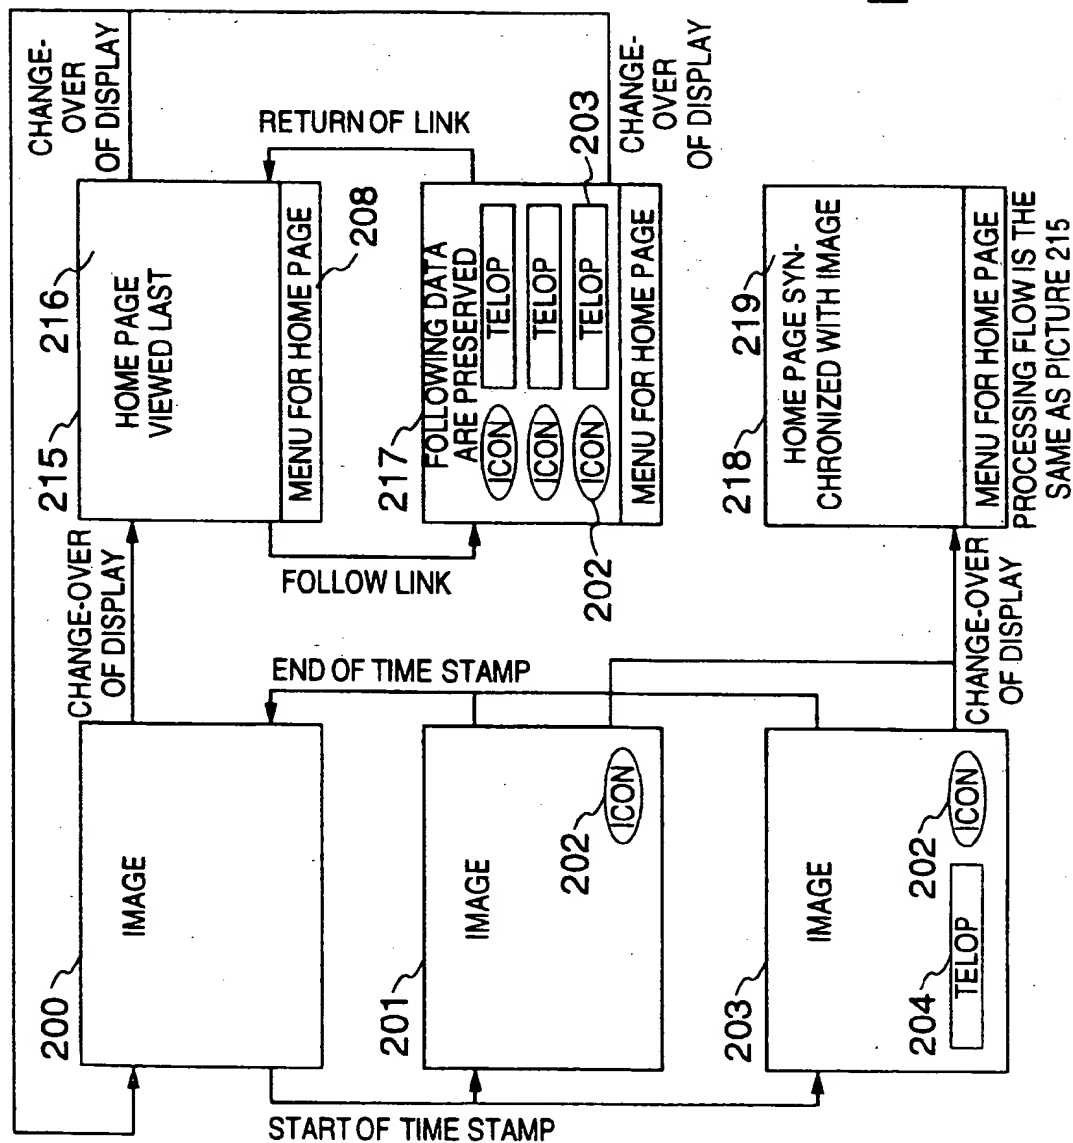 CHANGE-
OVER
OF DISPLAY
RETURN OF LINK
CHANGE-
OVER
OF DISPLAY
215
216
HOME PAGE
VIEWED LAST
MENU FOR HOME PAGE
208
217
FOLLOWING DATA
ARE PRESERVED
ICON
TELOP
ICON
TELOP
ICON
TELOP
203
202
MENU FOR HOME PAGE
218
219
HOME PAGE SYN-
CHRONIZED WITH IMAGE
MENU FOR HOME PAGE
PROCESSING FLOW IS THE
SAME AS PICTURE 215
CHANGE-OVER
OF DISPLAY
FOLLOW LINK
END OF TIME STAMP
CHANGE-OVER
OF DISPLAY
200
IMAGE
201
IMAGE
202
ICON
203
IMAGE
204
TELOP
202
ICON
START OF TIME STAMP